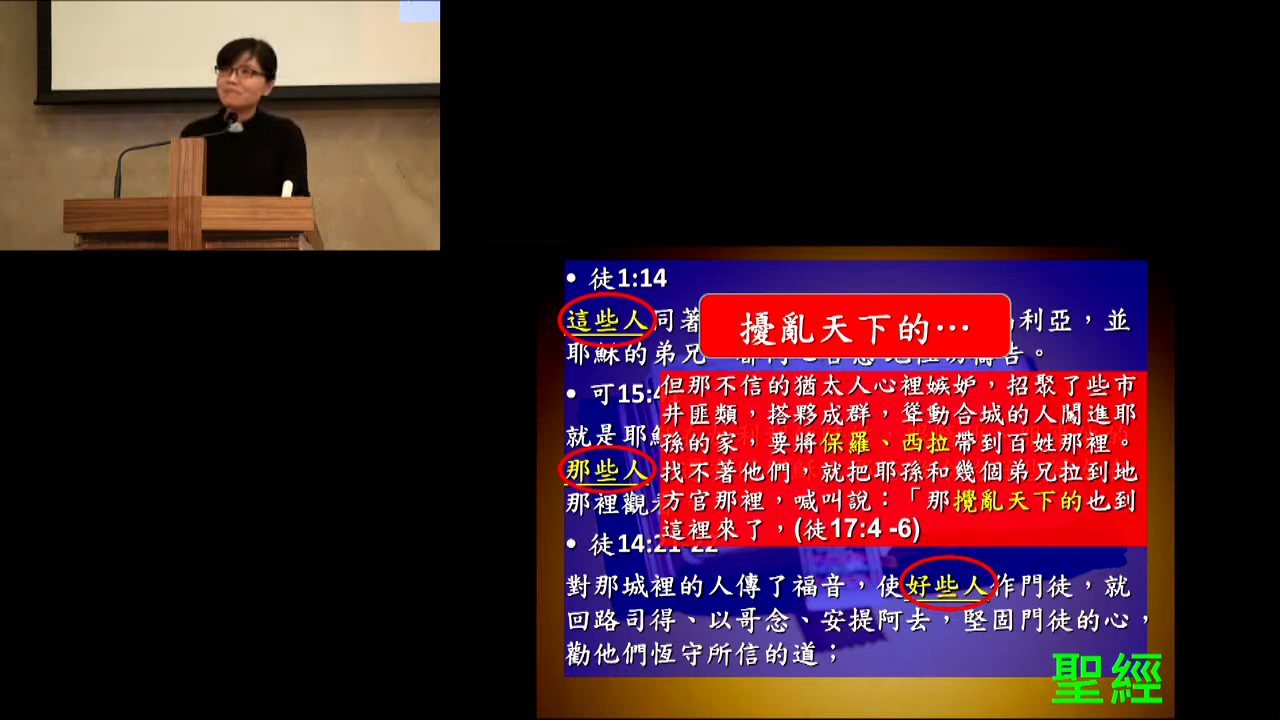 • 徒1:14
這些人同著
利亞，並
擾亂天下的…
耶穌的弟兄
禱告。
• 可15:4
就是耶穌
那些人
那裡觀
但那不信的猶太人心裡嫉妒，招聚了些市
井匪類，搭夥成群，聳動合城的人闖進耶
孫的家，要將保羅、西拉帶到百姓那裡。
找不著他們，就把耶孫和幾個弟兄拉到地
方官那裡，喊叫說：「那攪亂天下的也到
這裡來了，(徒17:4 -6)
• 徒14:21-22
對那城裡的人傳了福音，使好些人作門徒，就
回路司得、以哥念、安提阿去，堅固門徒的心，
勸他們恆守所信的道；
聖經